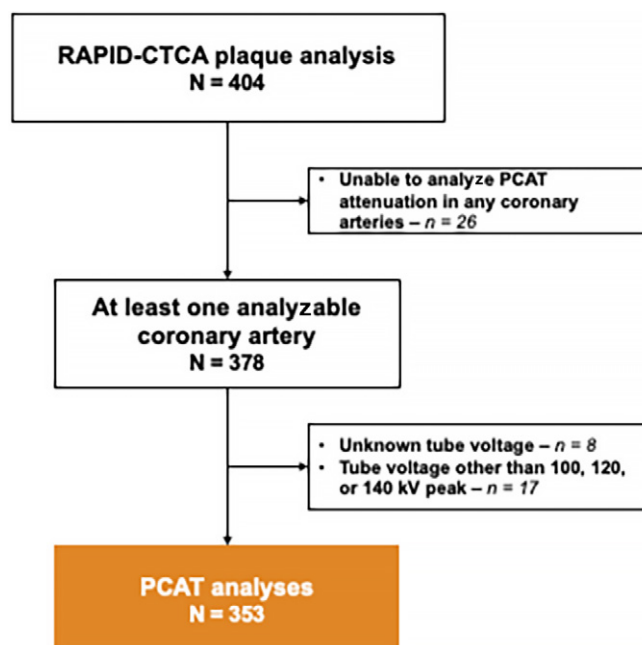 RAPID-CTCA plaque analysis
N = 404
• Unable to analyze PCAT
attenuation in any coronary
arteries – n = 26
At least one analyzable
coronary artery
N = 378
• Unknown tube voltage – n = 8
• Tube voltage other than 100, 120,
or 140 kV peak – n = 17
PCAT analyses
N = 353